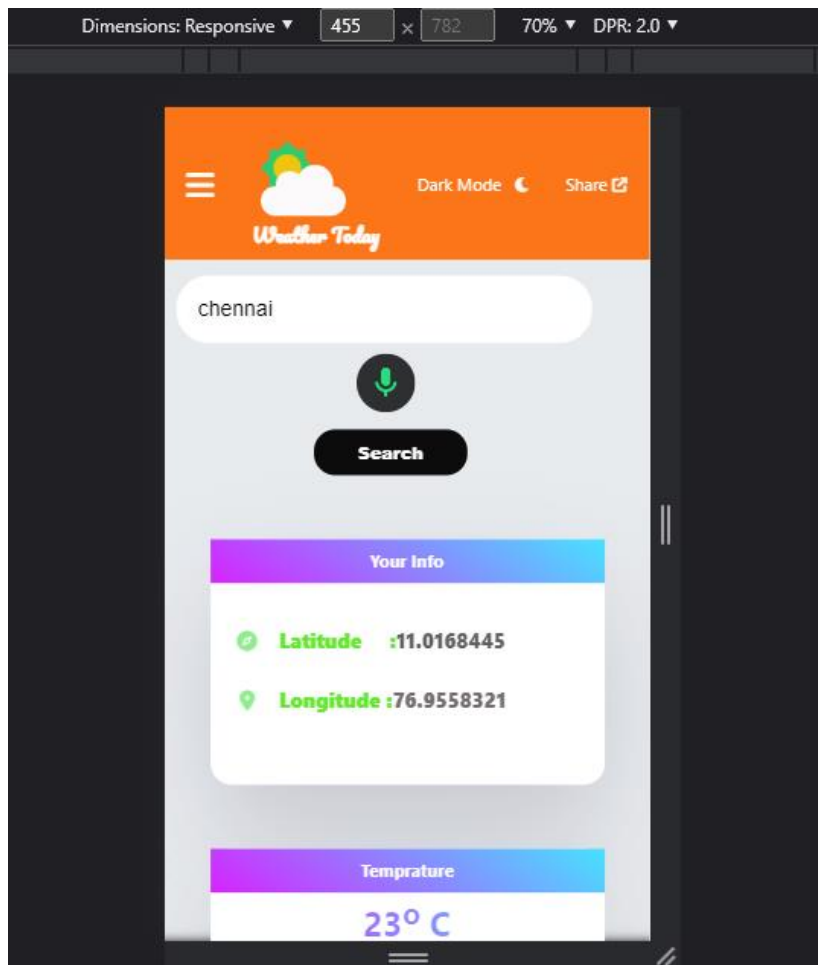 Dimensions: Responsive ▼ 455 × 782 70% ▼ DPR: 2.0 ▼
Dark Mode Share
Weather Today
chennai
Search
Your Info
Latitude :11.0168445
Longitude :76.9558321
Temprature
23° C